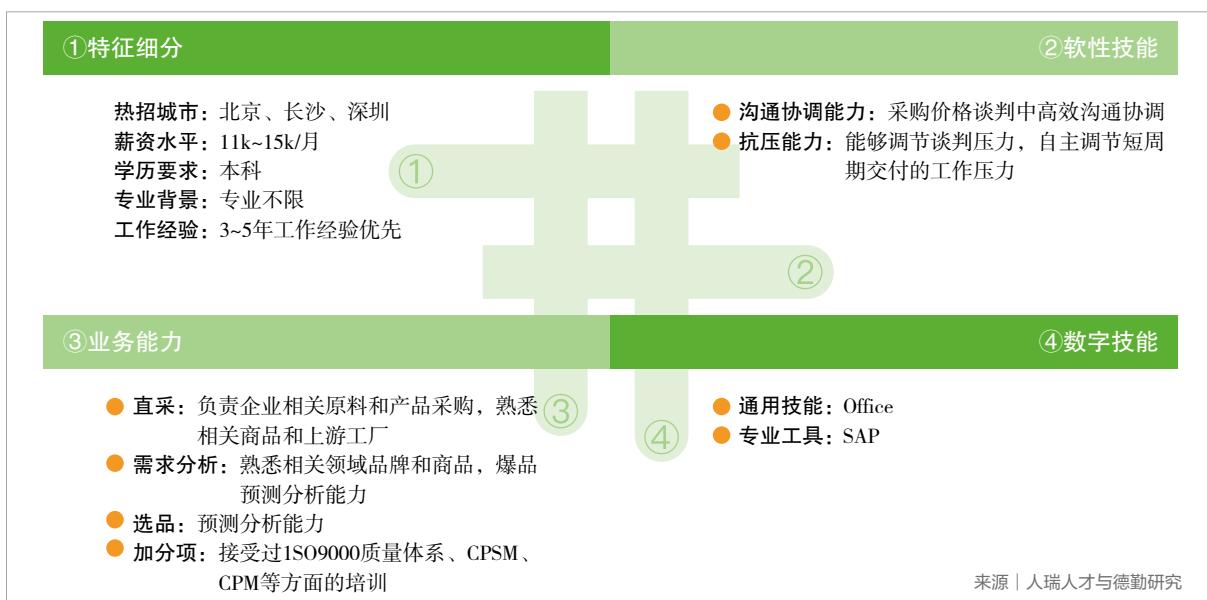 ①特征细分
②软性技能
热招城市：北京、长沙、深圳
薪资水平：11k~15k/月
学历要求：本科
专业背景：专业不限
工作经验：3~5年工作经验优先
沟通协调能力：采购价格谈判中高效沟通协调
抗压能力：能够调节谈判压力，自主调节短周
期交付的工作压力
①
②
③业务能力
④数字技能
直采：负责企业相关原料和产品采购，熟悉
相关商品和上游工厂
需求分析：熟悉相关领域品牌和商品，爆品
预测分析能力
选品：预测分析能力
加分项：接受过1SO9000质量体系、CPSM、
CPM等方面的培训
③
④
通用技能：Office
专业工具：SAP
来源｜人瑞人才与德勤研究